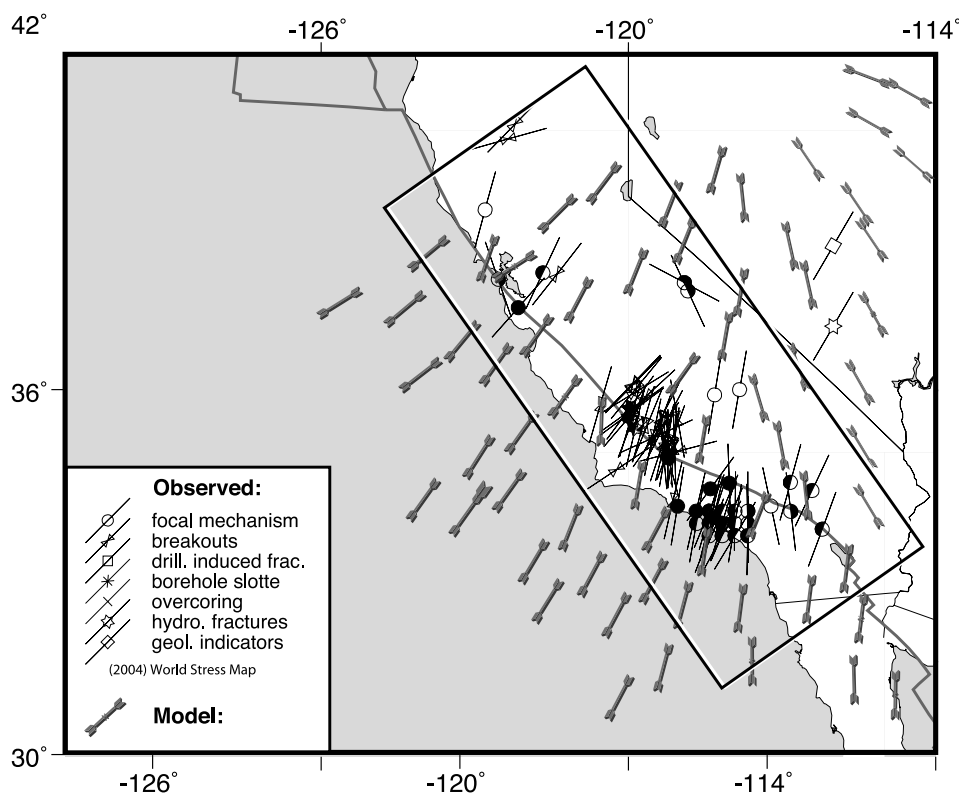 42°
-126°
-120°
-114°
36°
Observed:
focal mechanism
breakouts
drill. induced frac.
borehole slotte
overcoring
hydro. fractures
geol. indicators
(2004) World Stress Map
Model:
30°
-126°
-120°
-114°